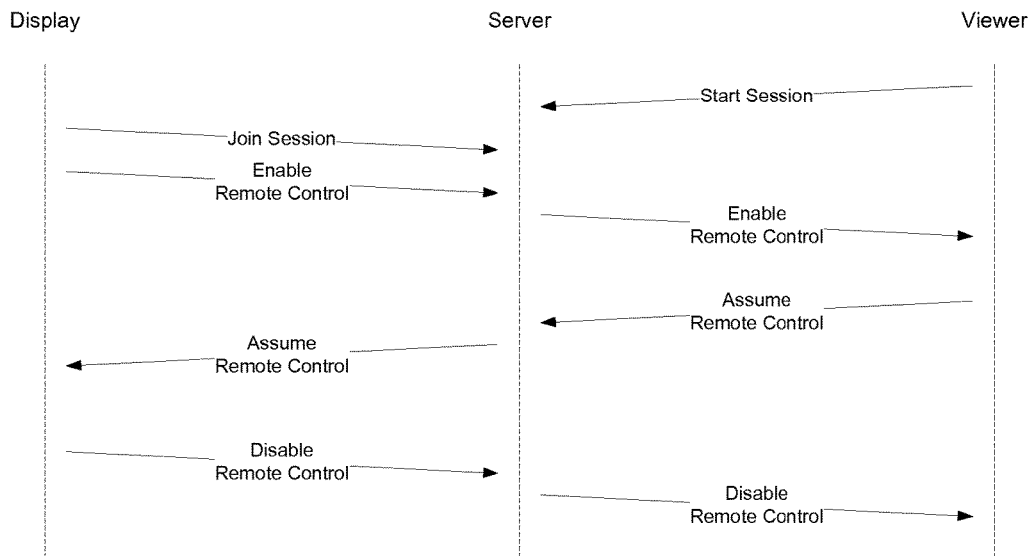 Display Server Viewer
Start Session
Join Session
Enable
Remote Control
Enable
Remote Control
Assume
Remote Control
Assume
Remote Control
Disable
Remote Control
Disable
Remote Control